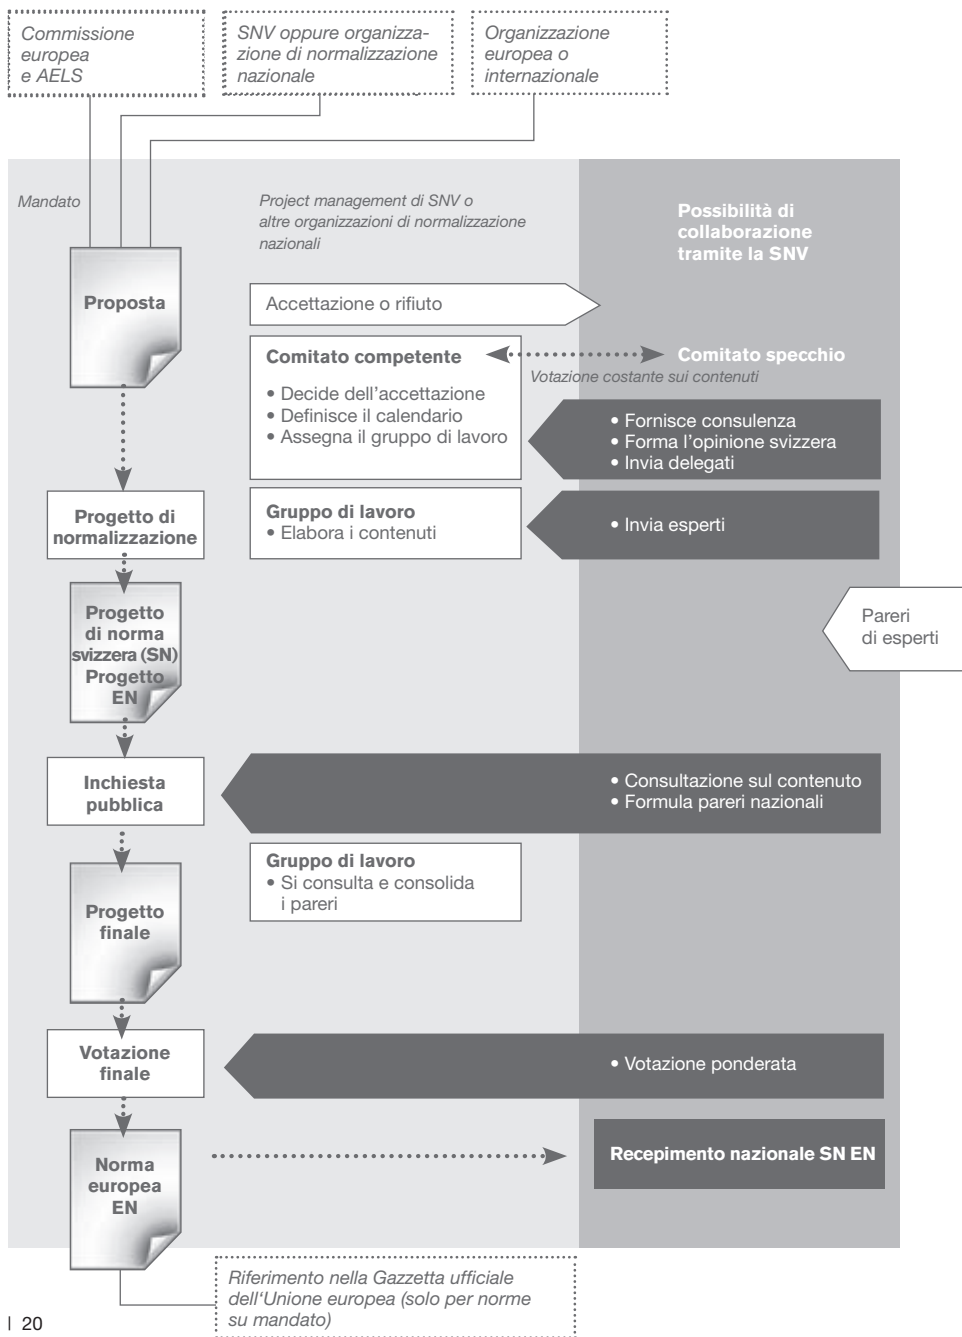 Commissione
europea
e AELS
SNV oppure organizza-
zione di normalizzazione
nazionale
Organizzazione
europea o
internazionale
Mandato
Project management di SNV o
altre organizzazioni di normalizzazione
nazionali
Possibilità di
collaborazione
tramite la SNV
Proposta
Accettazione o rifiuto
Comitato competente
• Decide dell'accettazione
• Definisce il calendario
• Assegna il gruppo di lavoro
Comitato specchio
Votazione costante sui contenuti
• Fornisce consulenza
• Forma l'opinione svizzera
• Invia delegati
Progetto di
normalizzazione
Gruppo di lavoro
• Elabora i contenuti
• Invia esperti
Progetto
di norma
svizzera (SN)
Progetto
EN
Pareri
di esperti
Inchiesta
pubblica
• Consultazione sul contenuto
• Formula pareri nazionali
Gruppo di lavoro
• Si consulta e consolida
i pareri
Progetto
finale
Votazione
finale
• Votazione ponderata
Norma
europea
EN
Recepimento nazionale SN EN
Riferimento nella Gazzetta ufficiale
dell'Unione europea (solo per norme
su mandato)
| 20